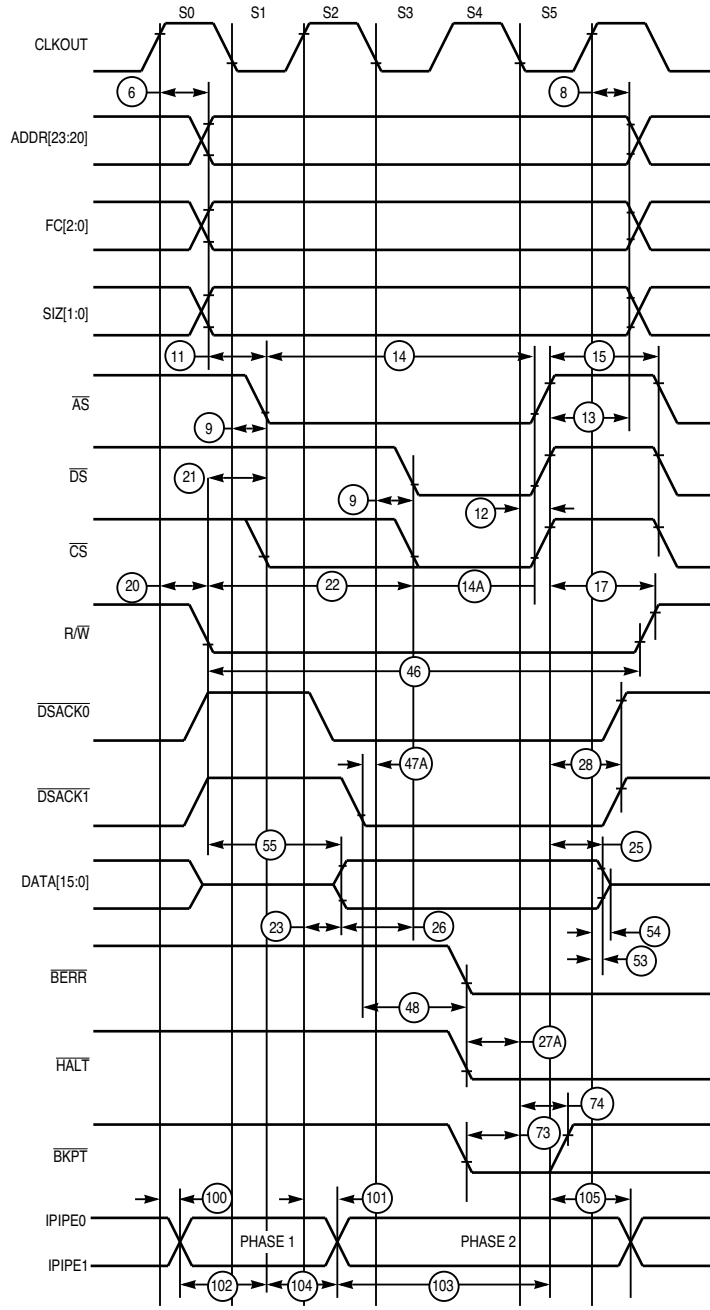 S0 S1 S2 S3 S4 S5
CLKOUT
6 8
ADDR[23:20]
FC[2:0]
SIZ[1:0]
11 14 15
AS
9 13
DS
21 9 12
CS
20 22 14A 17
R/W
46
DSACK0
47A 28
DSACK1
55 25
DATA[15:0]
23 26 54
53
BERR
48
27A
HALT
74
73
BKPT
100 101 105
IPIPE0
PHASE 1 PHASE 2
IPIPE1
102 104 103